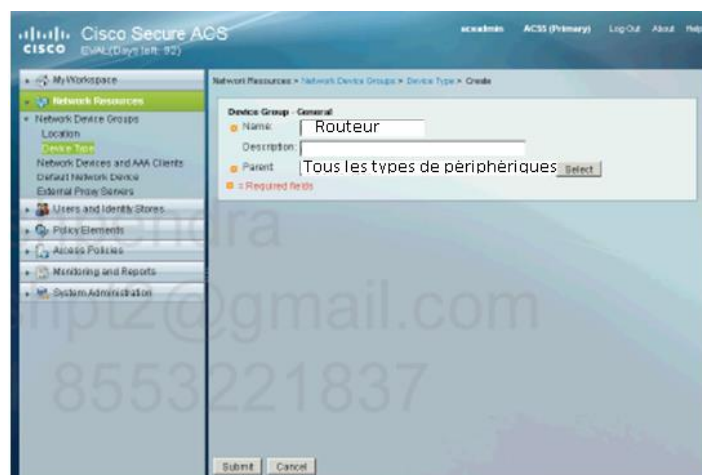 Cisco Secure ACS
CISCO EVAL(Days left: 92)
acsadmin ACS5 (Primary) Log Out About Help
My Workspace
Network Resources
Network Device Groups
Location
Device Type
Network Devices and AAA Clients
Default Network Device
External Proxy Servers
Users and Identity Stores
Policy Elements
Access Policies
Monitoring and Reports
System Administration
Network Resources > Network Device Groups > Device Type > Create
Device Group - General
Name: Routeur
Description:
Parent: Tous les types de périphériques Select
= Required fields
Submit Cancel
@gmail.com
8553221837